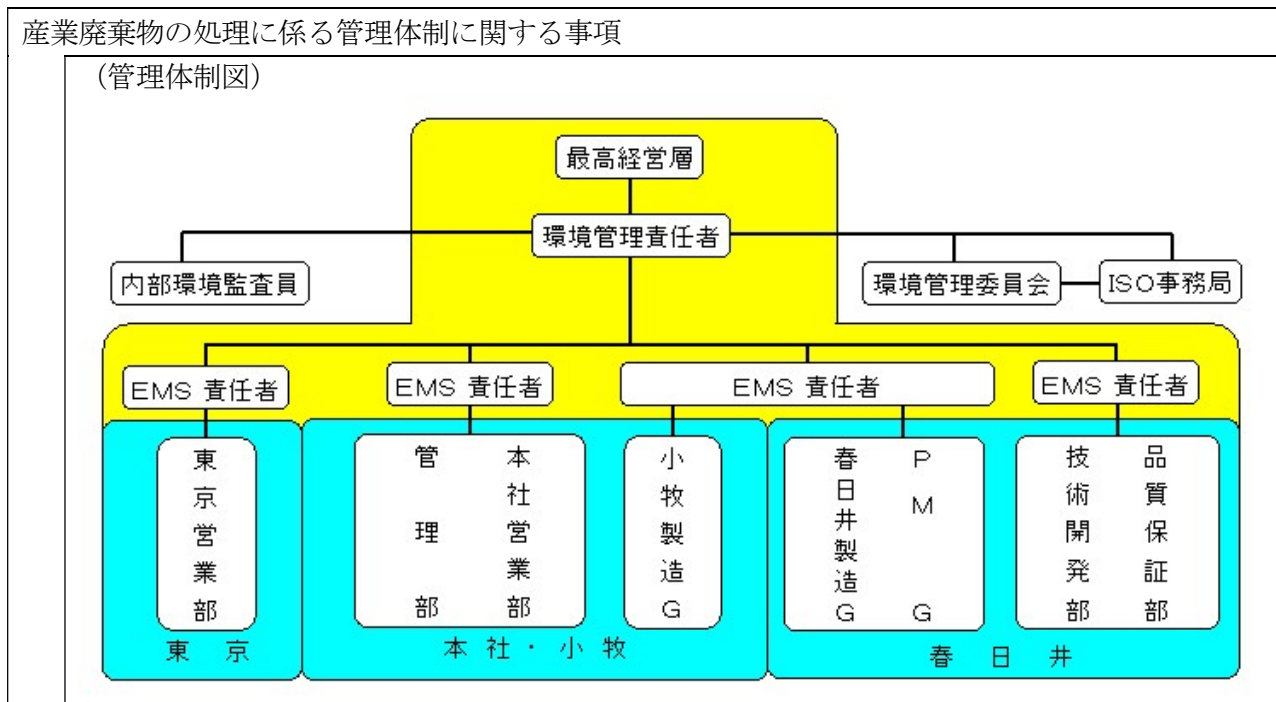 産業廃棄物の処理に係る管理体制に関する事項
（管理体制図）
最高経営層
環境管理責任者
内部環境監査員
環境管理委員会
ISO事務局
EMS 責任者
EMS 責任者
EMS 責任者
EMS 責任者
東京営業部
管理部
本社営業部
小牧製造G
春日井製造G
PMG
技術開発部
品質保証部
東京
本社・小牧
春日井